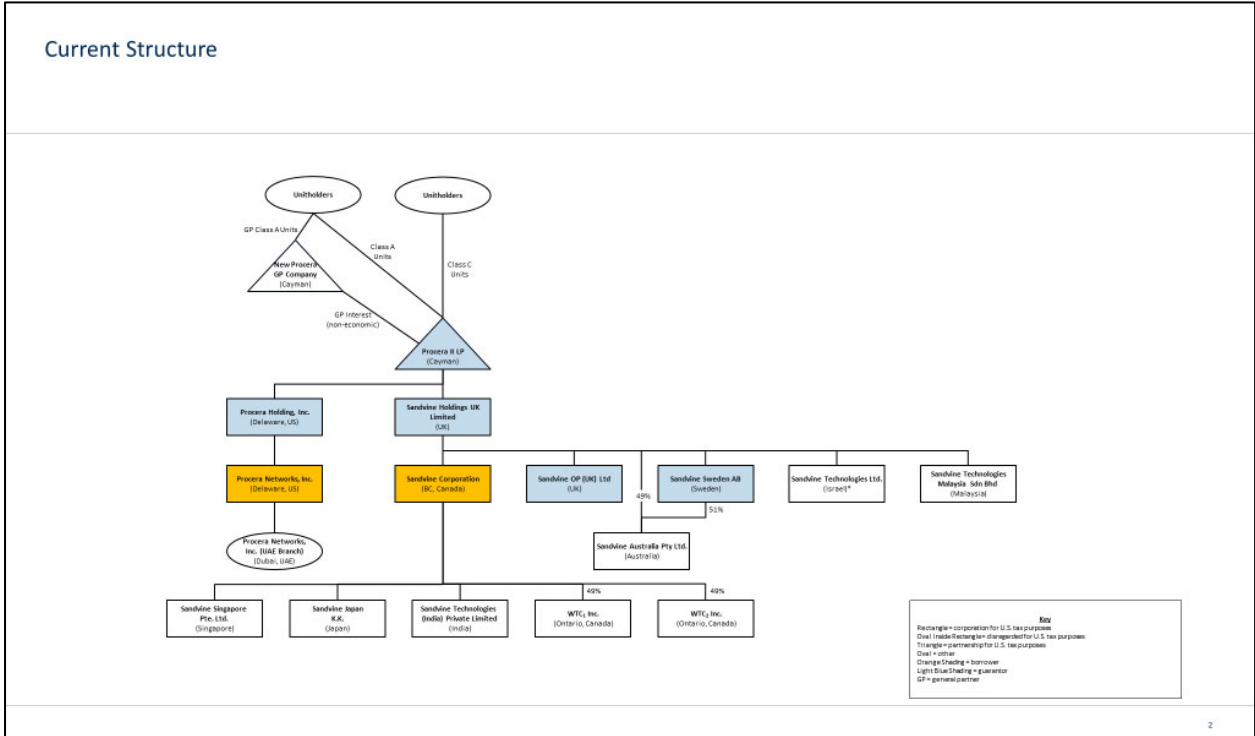 Current Structure
Unitholders
Unitholders
GP Class A Units
Class A
Units
Class C
Units
New Procera
GP Company
(Cayman)
GP Interest
(non-economic)
Procera II LP
(Cayman)
Procera Holding, Inc.
(Delaware, US)
Sandvine Holdings UK
Limited
(UK)
Procera Networks, Inc.
(Delaware, US)
Sandvine Corporation
(BC, Canada)
Sandvine OP (UK) Ltd
(UK)
49%
Sandvine Sweden AB
(Sweden)
Sandvine Technologies Ltd.
(Israel)*
Sandvine Technologies
Malaysia Sdn Bhd
(Malaysia)
51%
Procera Networks,
Inc. (UAE Branch)
(Dubai, UAE)
Sandvine Australia Pty Ltd.
(Australia)
49%
49%
Sandvine Singapore
Pte. Ltd.
(Singapore)
Sandvine Japan
K.K.
(Japan)
Sandvine Technologies
(India) Private Limited
(India)
WTC₁ Inc.
(Ontario, Canada)
WTC₂ Inc.
(Ontario, Canada)
Key
Rectangle = corporation for U.S. tax purposes
Oval Inside Rectangle = disregarded for U.S. tax purposes
Triangle = partnership for U.S. tax purposes
Oval = other
Orange Shading = borrower
Light Blue Shading = guarantor
GP = general partner
2